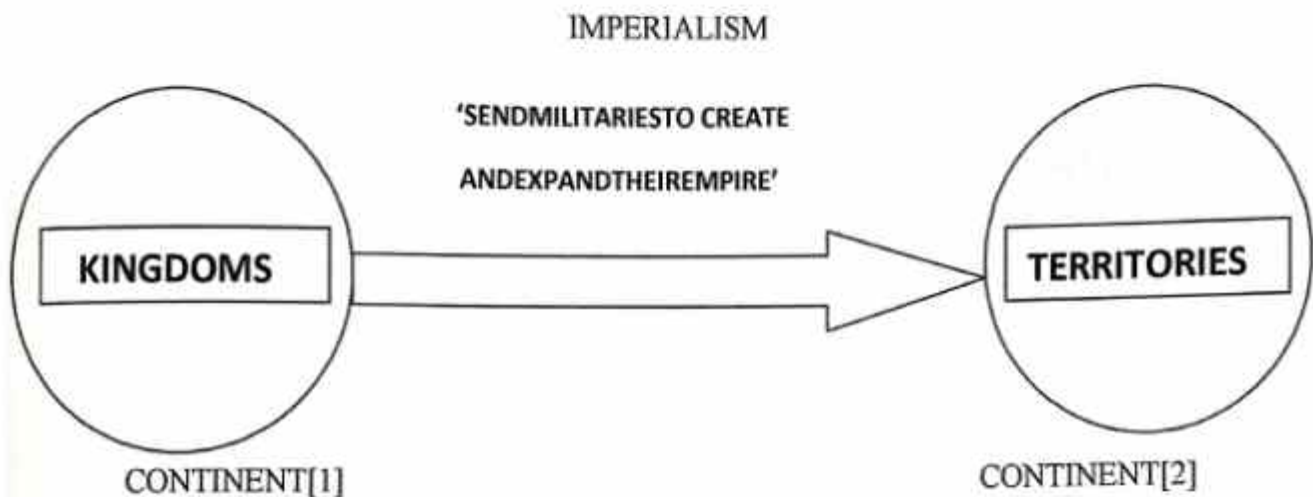 IMPERIALISM
'SENDMILITARIESTO CREATE
ANDEXPANDTHEIREMPIRE'
KINGDOMS
TERRITORIES
CONTINENT[1]
CONTINENT[2]